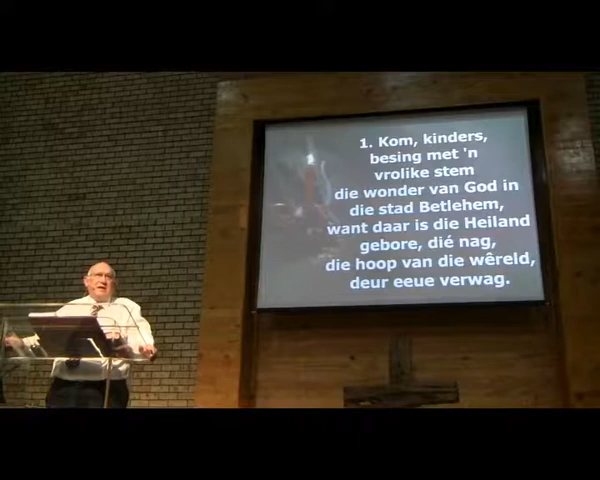 1. Kom, kinders,
besing met 'n
vrolike stem
die wonder van God in
die stad Betlehem,
want daar is die Heiland
gebore, dié nag,
die hoop van die wêreld,
deur eeue verwag.